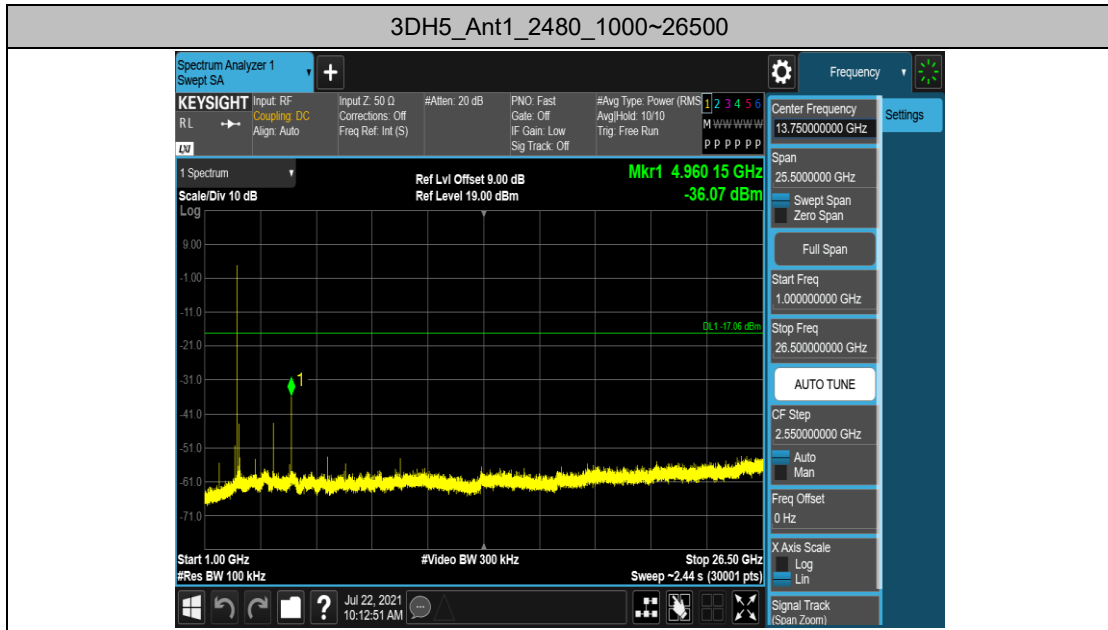 3DH5_Ant1_2480_1000~26500
Spectrum Analyzer 1
Swept SA
Frequency
KEYSIGHT
R L
LXI
Input: RF
Coupling: DC
Align: Auto
Input Z: 50 Ω
Corrections: Off
Freq Ref: Int (S)
#Atten: 20 dB
PNO: Fast
Gate: Off
IF Gain: Low
Sig Track: Off
#Avg Type: Power (RMS
Avg|Hold: 10/10
Trig: Free Run
1 2 3 4 5 6
M W W W W W
P P P P P P
1 Spectrum
Scale/Div 10 dB
Log
Ref Lvl Offset 9.00 dB
Ref Level 19.00 dBm
Mkr1 4.960 15 GHz
-36.07 dBm
9.00
-1.00
-11.0
-21.0
-31.0
-41.0
-51.0
-61.0
-71.0
DL1 -17.06 dBm
1
Start 1.00 GHz
#Res BW 100 kHz
#Video BW 300 kHz
Stop 26.50 GHz
Sweep ~2.44 s (30001 pts)
Jul 22, 2021
10:12:51 AM
Center Frequency
13.750000000 GHz
Settings
Span
25.5000000 GHz
Swept Span
Zero Span
Full Span
Start Freq
1.000000000 GHz
Stop Freq
26.500000000 GHz
AUTO TUNE
CF Step
2.550000000 GHz
Auto
Man
Freq Offset
0 Hz
X Axis Scale
Log
Lin
Signal Track
(Span Zoom)